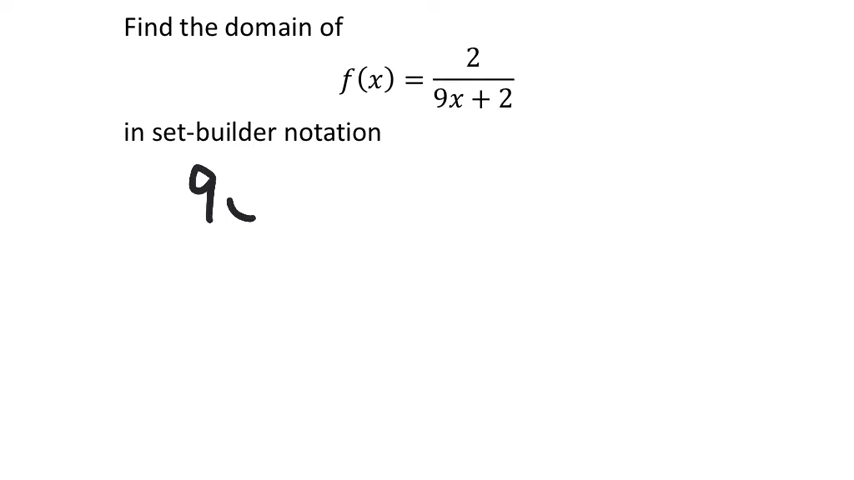 Find the domain of
f(x) = 2 / (9x + 2)
in set-builder notation
9